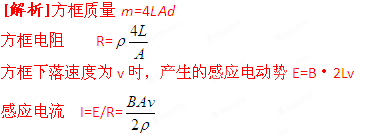 [解析]方框质量 m=4LAd
方框电阻 R=ρ4L/A
方框下落速度为 v 时，产生的感应电动势 E=B·2Lv
感应电流 I=E/R=BAv/2ρ